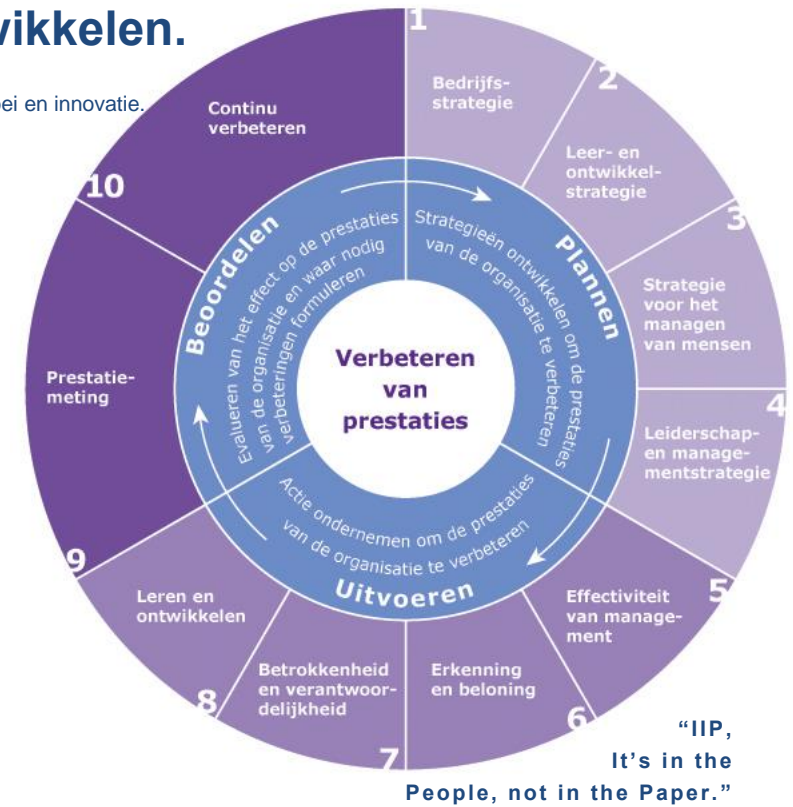 wikkelen.
ei en innovatie.
1
Bedrijfs-
strategie
2
Leer- en
ontwikkel-
strategie
3
Strategie
voor het
managen
van mensen
4
Leiderschap-
en manage-
mentstrategie
5
Effectiviteit
van manage-
ment
6
Erkenning
en beloning
7
Betrokkenheid
en verantwoor-
delijkheid
8
Leren en
ontwikkelen
9
Prestatie-
meting
10
Continu
verbeteren
Plannen
Strategieën ontwikkelen om de prestaties
van de organisatie te verbeteren
Uitvoeren
Actie ondernemen om de prestaties
van de organisatie te verbeteren
Beoordelen
Evalueren van het effect op de prestaties
van de organisatie en waar nodig
verbeteringen formuleren
Verbeteren
van
prestaties
“IIP,
It’s in the
People, not in the Paper.”